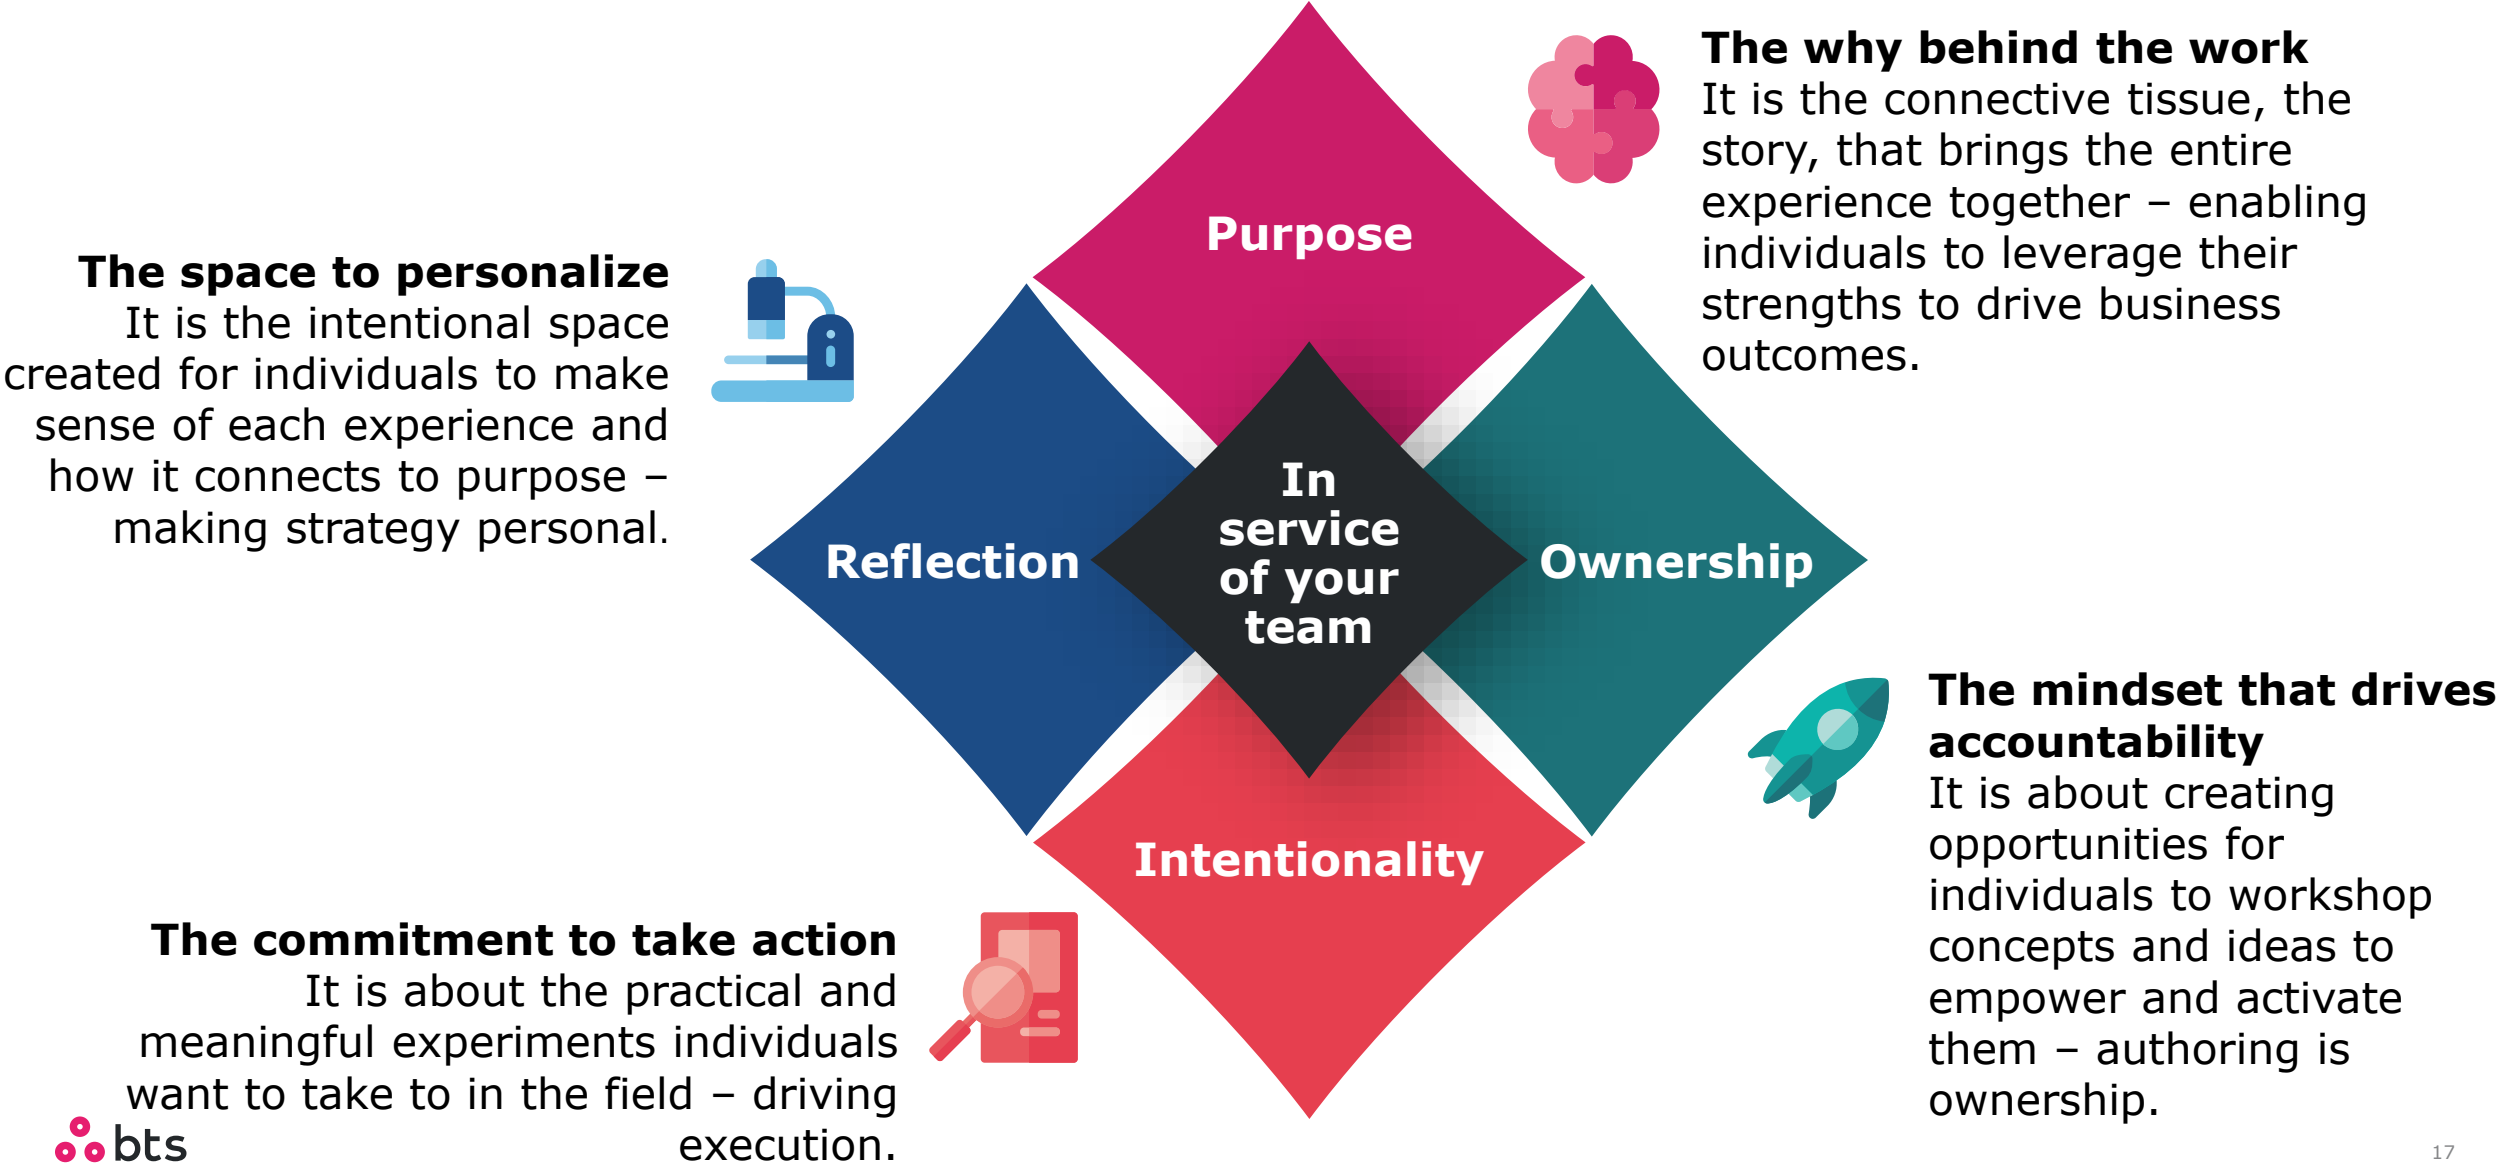 The why behind the work
It is the connective tissue, the
story, that brings the entire
experience together – enabling
individuals to leverage their
strengths to drive business
outcomes.
Purpose
The space to personalize
It is the intentional space
created for individuals to make
sense of each experience and
how it connects to purpose –
making strategy personal.
Reflection
In
service
of your
team
Ownership
The mindset that drives
accountability
It is about creating
opportunities for
individuals to workshop
concepts and ideas to
empower and activate
them – authoring is
ownership.
Intentionality
The commitment to take action
It is about the practical and
meaningful experiments individuals
want to take to in the field – driving
execution.
bts
17